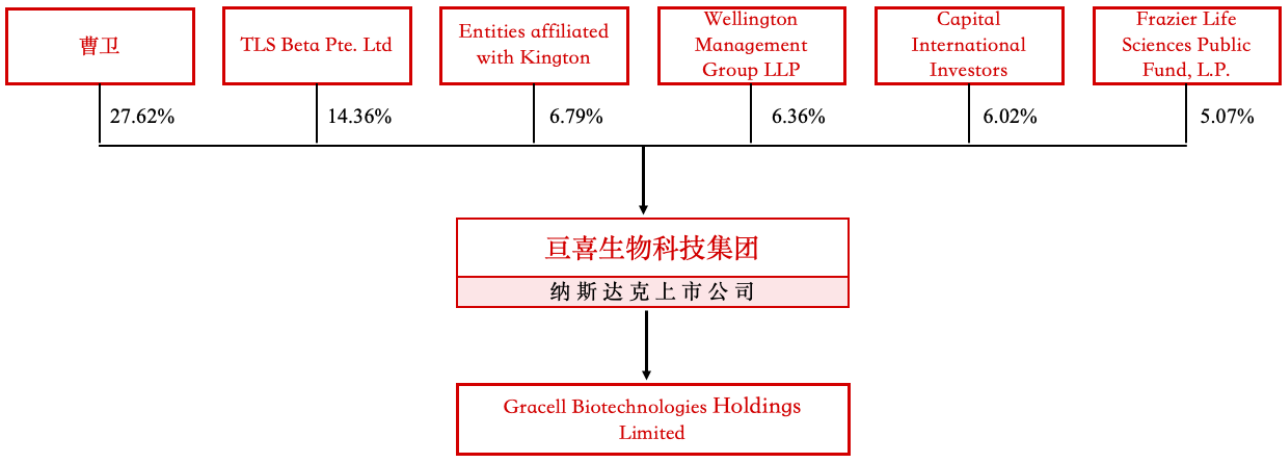 曹卫
TLS Beta Pte. Ltd
Entities affiliated
with Kington
Wellington
Management
Group LLP
Capital
International
Investors
Frazier Life
Sciences Public
Fund, L.P.
27.62%
14.36%
6.79%
6.36%
6.02%
5.07%
亘喜生物科技集团
纳斯达克上市公司
Gracell Biotechnologies Holdings
Limited